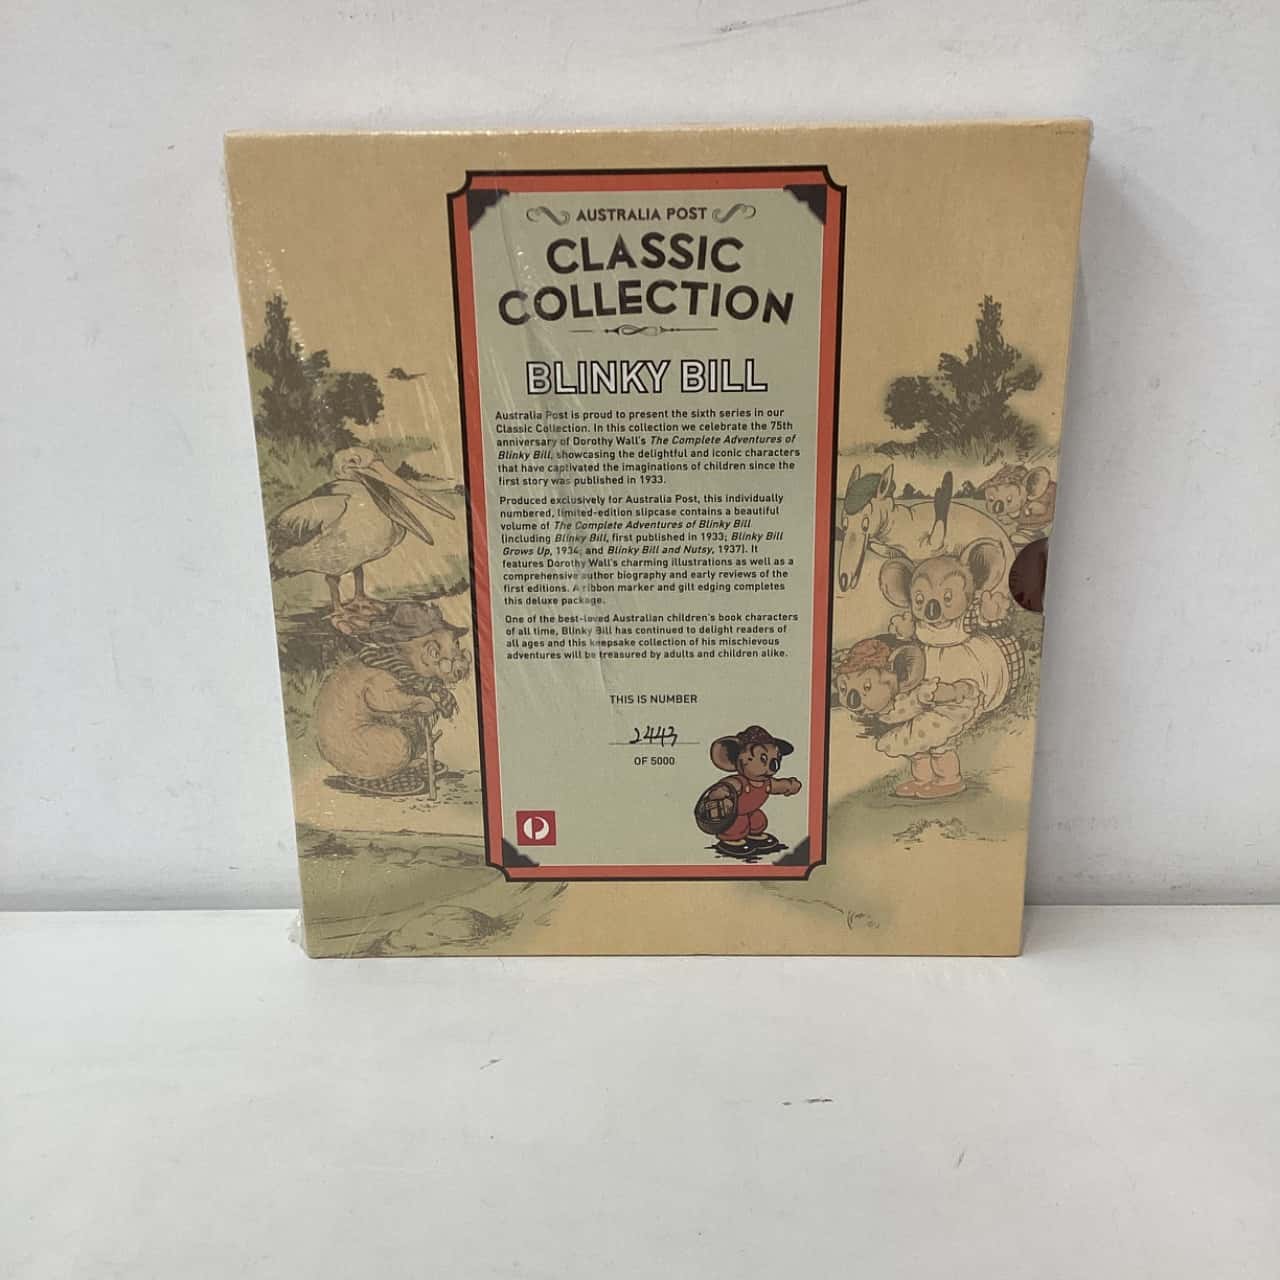 AUSTRALIA POST
CLASSIC
COLLECTION
BLINKY BILL
Australia Post is proud to present the sixth series in our
Classic Collection. In this collection we celebrate the 75th
anniversary of Dorothy Wall's The Complete Adventures of
Blinky Bill, showcasing the delightful and iconic characters
that have captivated the imaginations of children since the
first story was published in 1933.
Produced exclusively for Australia Post, this individually
numbered, limited-edition slipcase contains a beautiful
volume of The Complete Adventures of Blinky Bill
(including Blinky Bill, first published in 1933; Blinky Bill
Grows Up, 1934; and Blinky Bill and Nutsy, 1937). It
features Dorothy Wall's charming illustrations as well as a
comprehensive author biography and early reviews of the
first editions. A ribbon marker and gilt edging completes
this deluxe package.
One of the best-loved Australian children's book characters
of all time, Blinky Bill has continued to delight readers of
all ages and this keepsake collection of his mischievous
adventures will be treasured by adults and children alike.
THIS IS NUMBER
2443
OF 5000